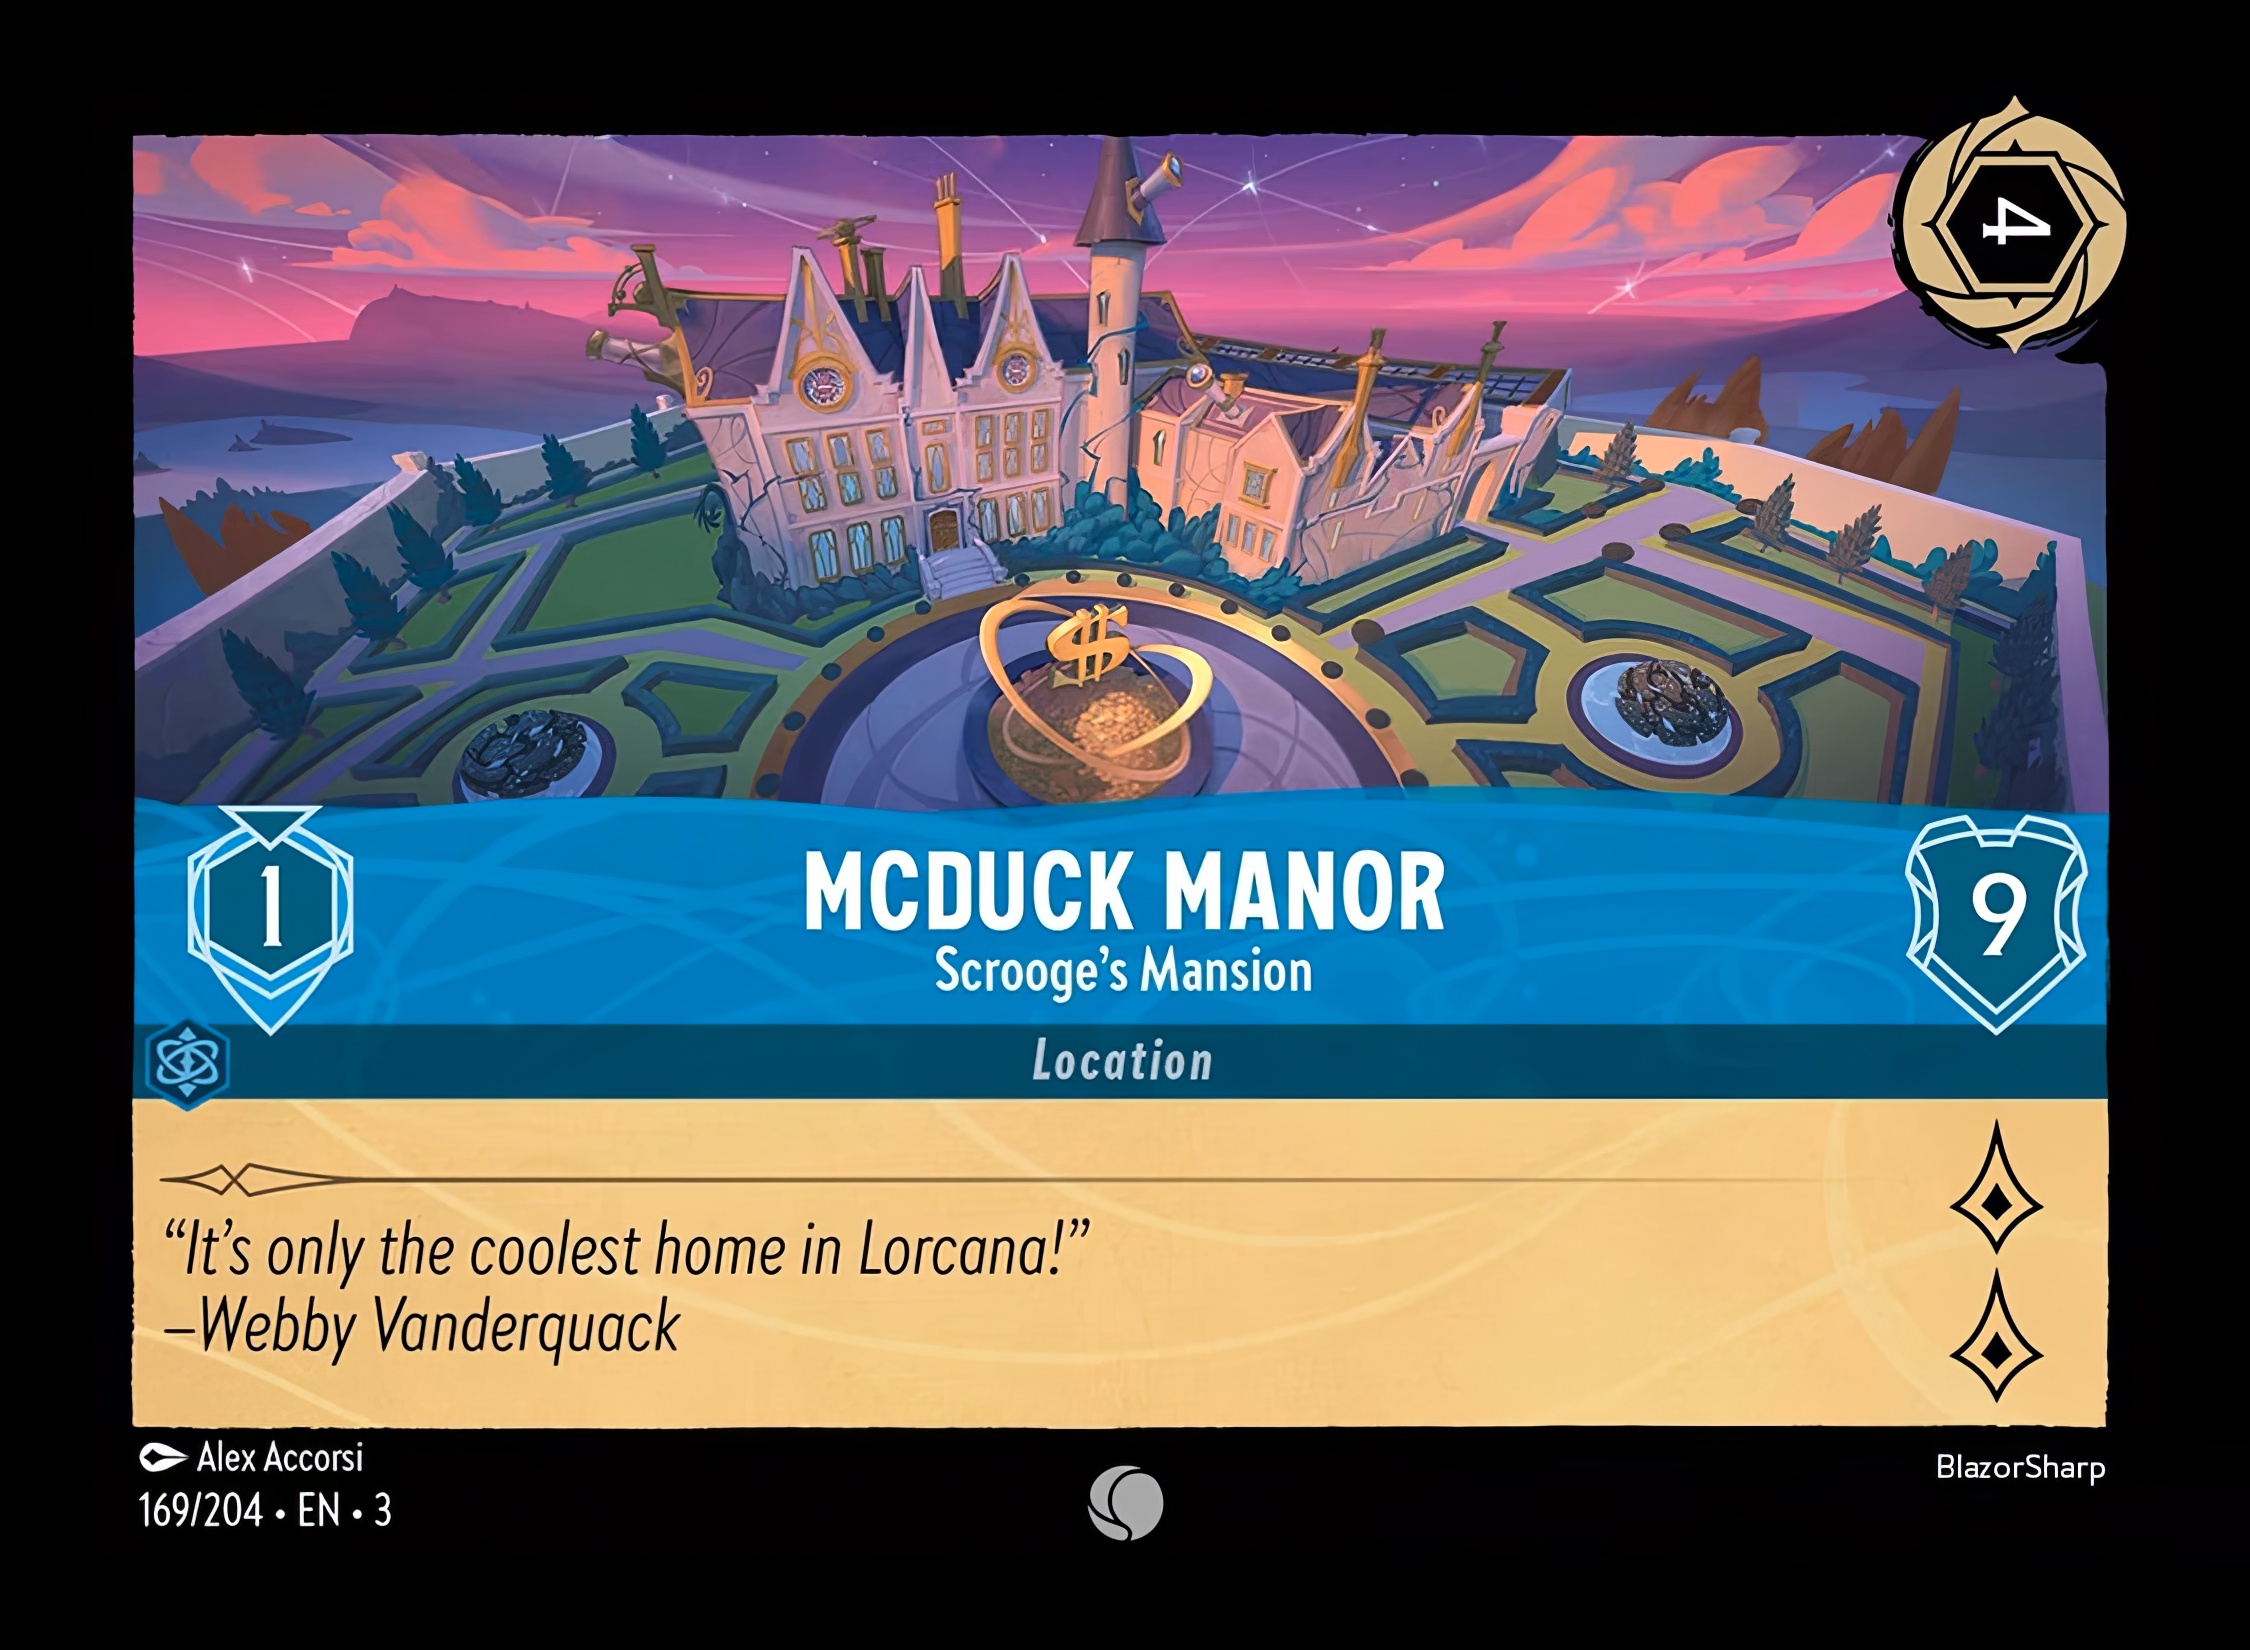 4
1
MCDUCK MANOR
Scrooge's Mansion
9
Location
“It's only the coolest home in Lorcana!”
–Webby Vanderquack
Alex Accorsi
169/204 • EN • 3
BlazorSharp